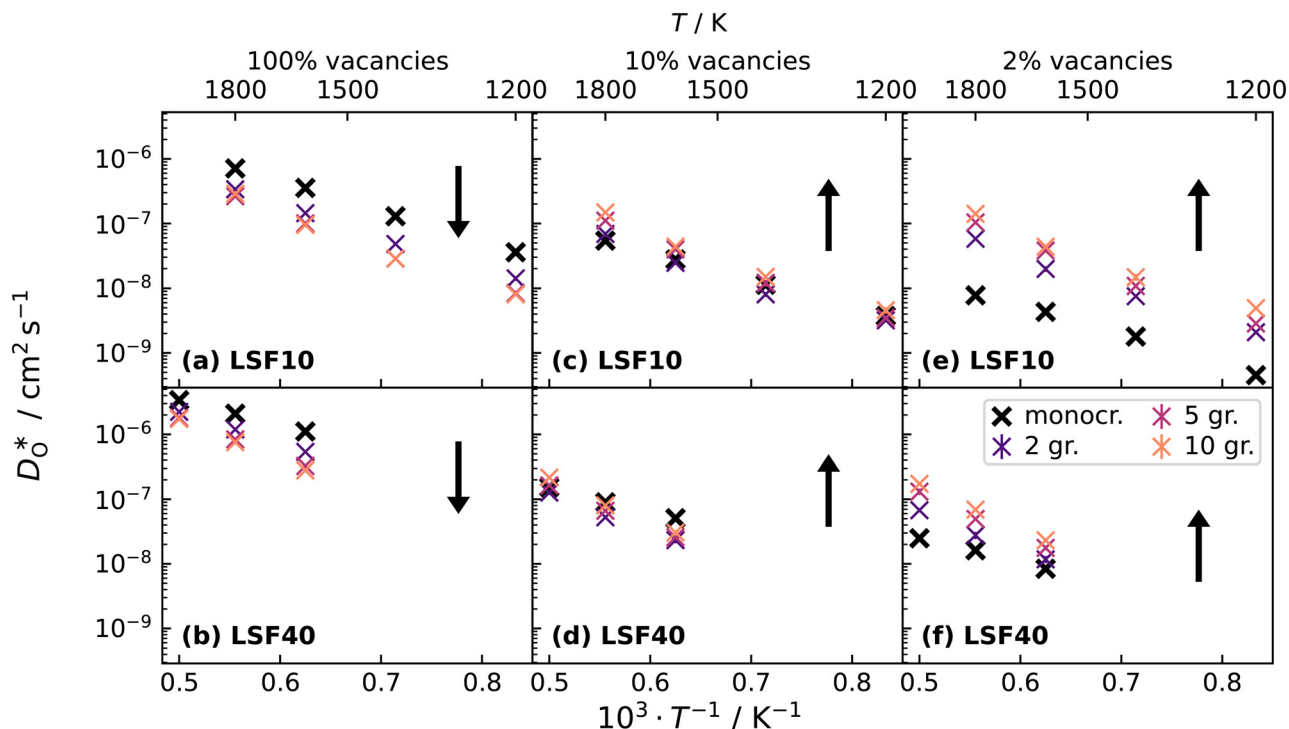 T / K
100% vacancies 10% vacancies 2% vacancies
1800 1500 1200 1800 1500 1200 1800 1500 1200
10⁻⁶
10⁻⁷
10⁻⁸
10⁻⁹
(a) LSF10 (c) LSF10 (e) LSF10
D_O* / cm² s⁻¹
monocr. 5 gr.
2 gr. 10 gr.
10⁻⁶
10⁻⁷
10⁻⁸
10⁻⁹
(b) LSF40 (d) LSF40 (f) LSF40
0.5 0.6 0.7 0.8 0.5 0.6 0.7 0.8 0.5 0.6 0.7 0.8
10³ · T⁻¹ / K⁻¹